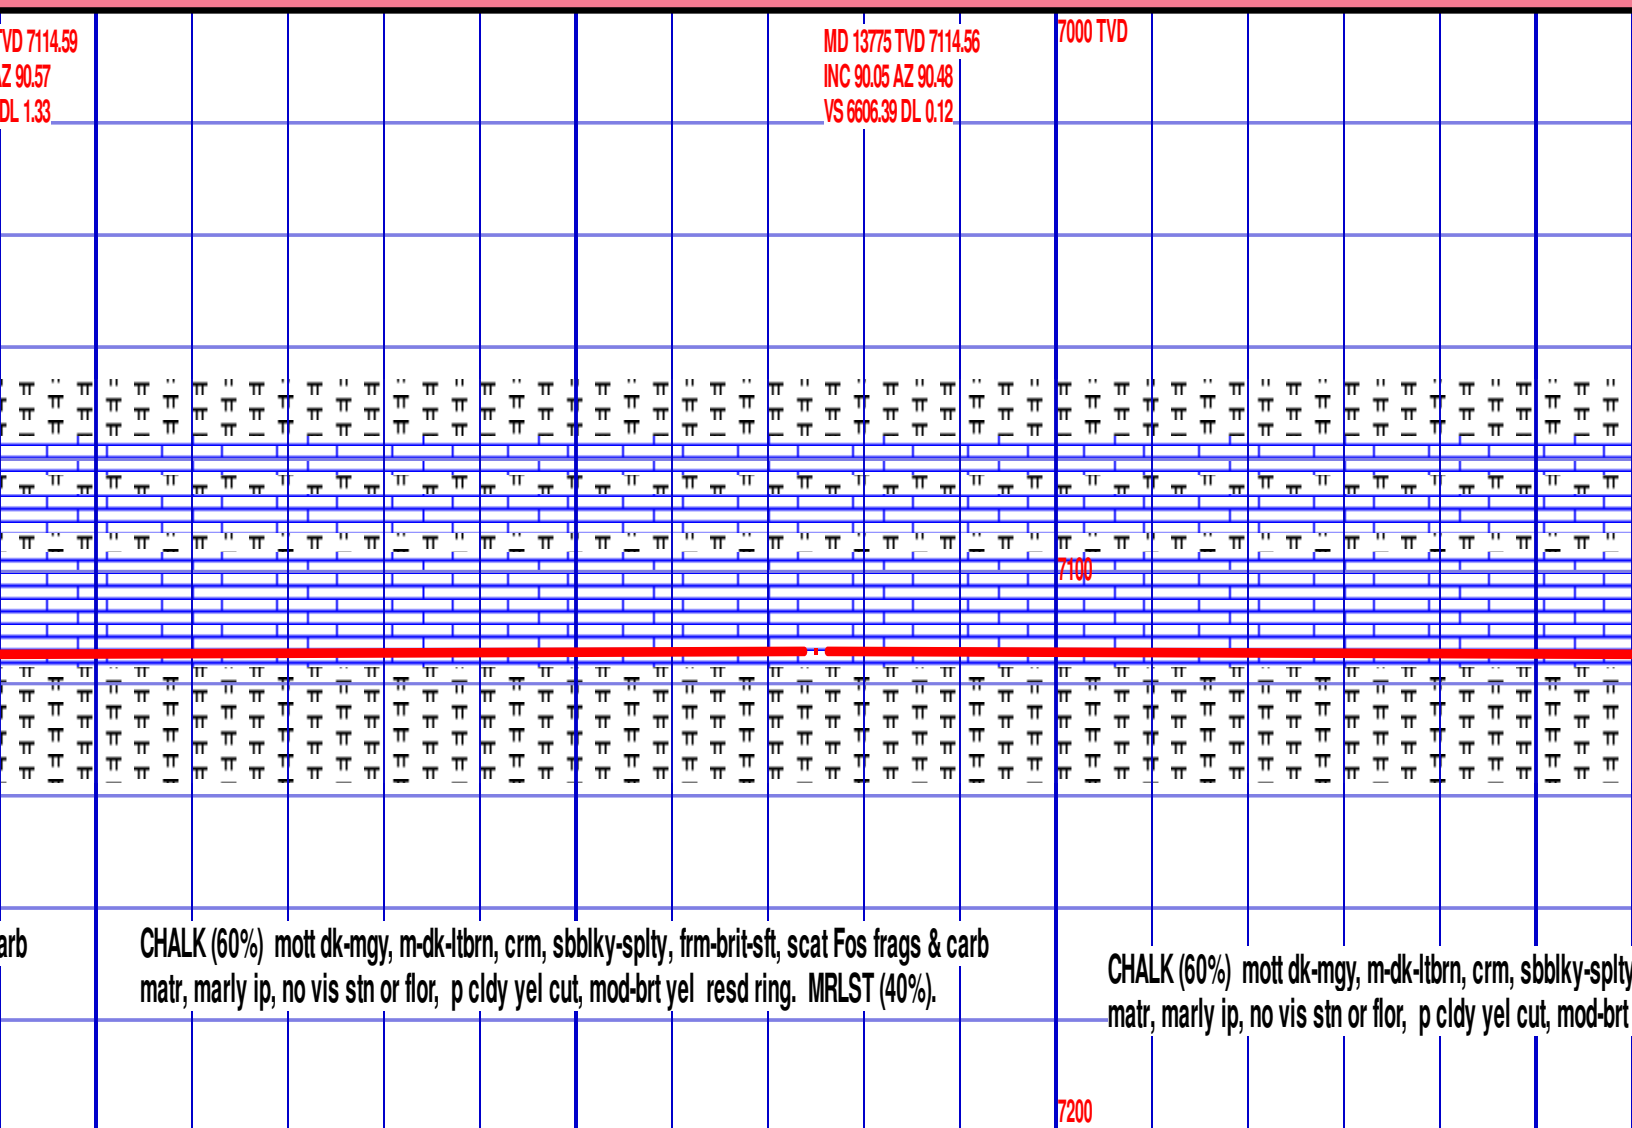 TVD 7114.59
AZ 90.57
DL 1.33
MD 13775 TVD 7114.56
INC 90.05 AZ 90.48
VS 6606.39 DL 0.12
7000 TVD
7100
arb
CHALK (60%) mott dk-mgy, m-dk-ltbrn, crm, sbblky-splty, frm-brit-sft, scat Fos frags & carb
matr, marly ip, no vis stn or flor, p cldy yel cut, mod-brt yel resd ring. MRLST (40%).
CHALK (60%) mott dk-mgy, m-dk-ltbrn, crm, sbblky-splty
matr, marly ip, no vis stn or flor, p cldy yel cut, mod-brt
7200